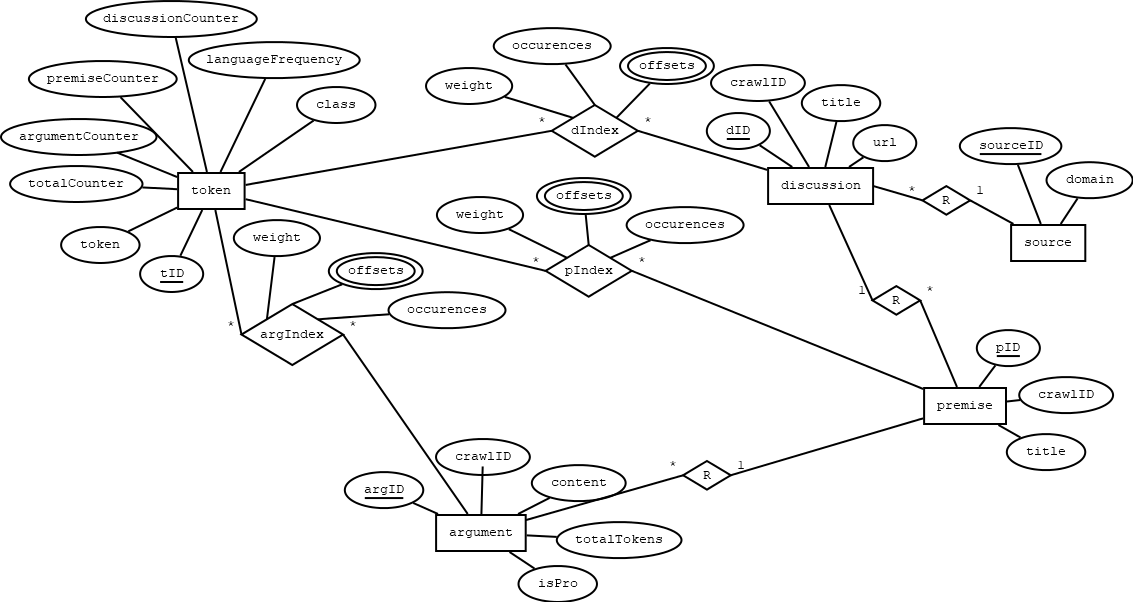 discussionCounter
occurences
languageFrequency
offsets
premiseCounter
crawlID
weight
title
class
* dIndex *
dID
argumentCounter
url
sourceID
totalCounter
token
discussion
domain
* R 1
offsets
weight
occurences
token
weight
source
* pIndex *
tID
offsets
1 R *
occurences
* argIndex *
pID
crawlID
premise
title
crawlID
* R 1
argID
content
argument
totalTokens
isPro